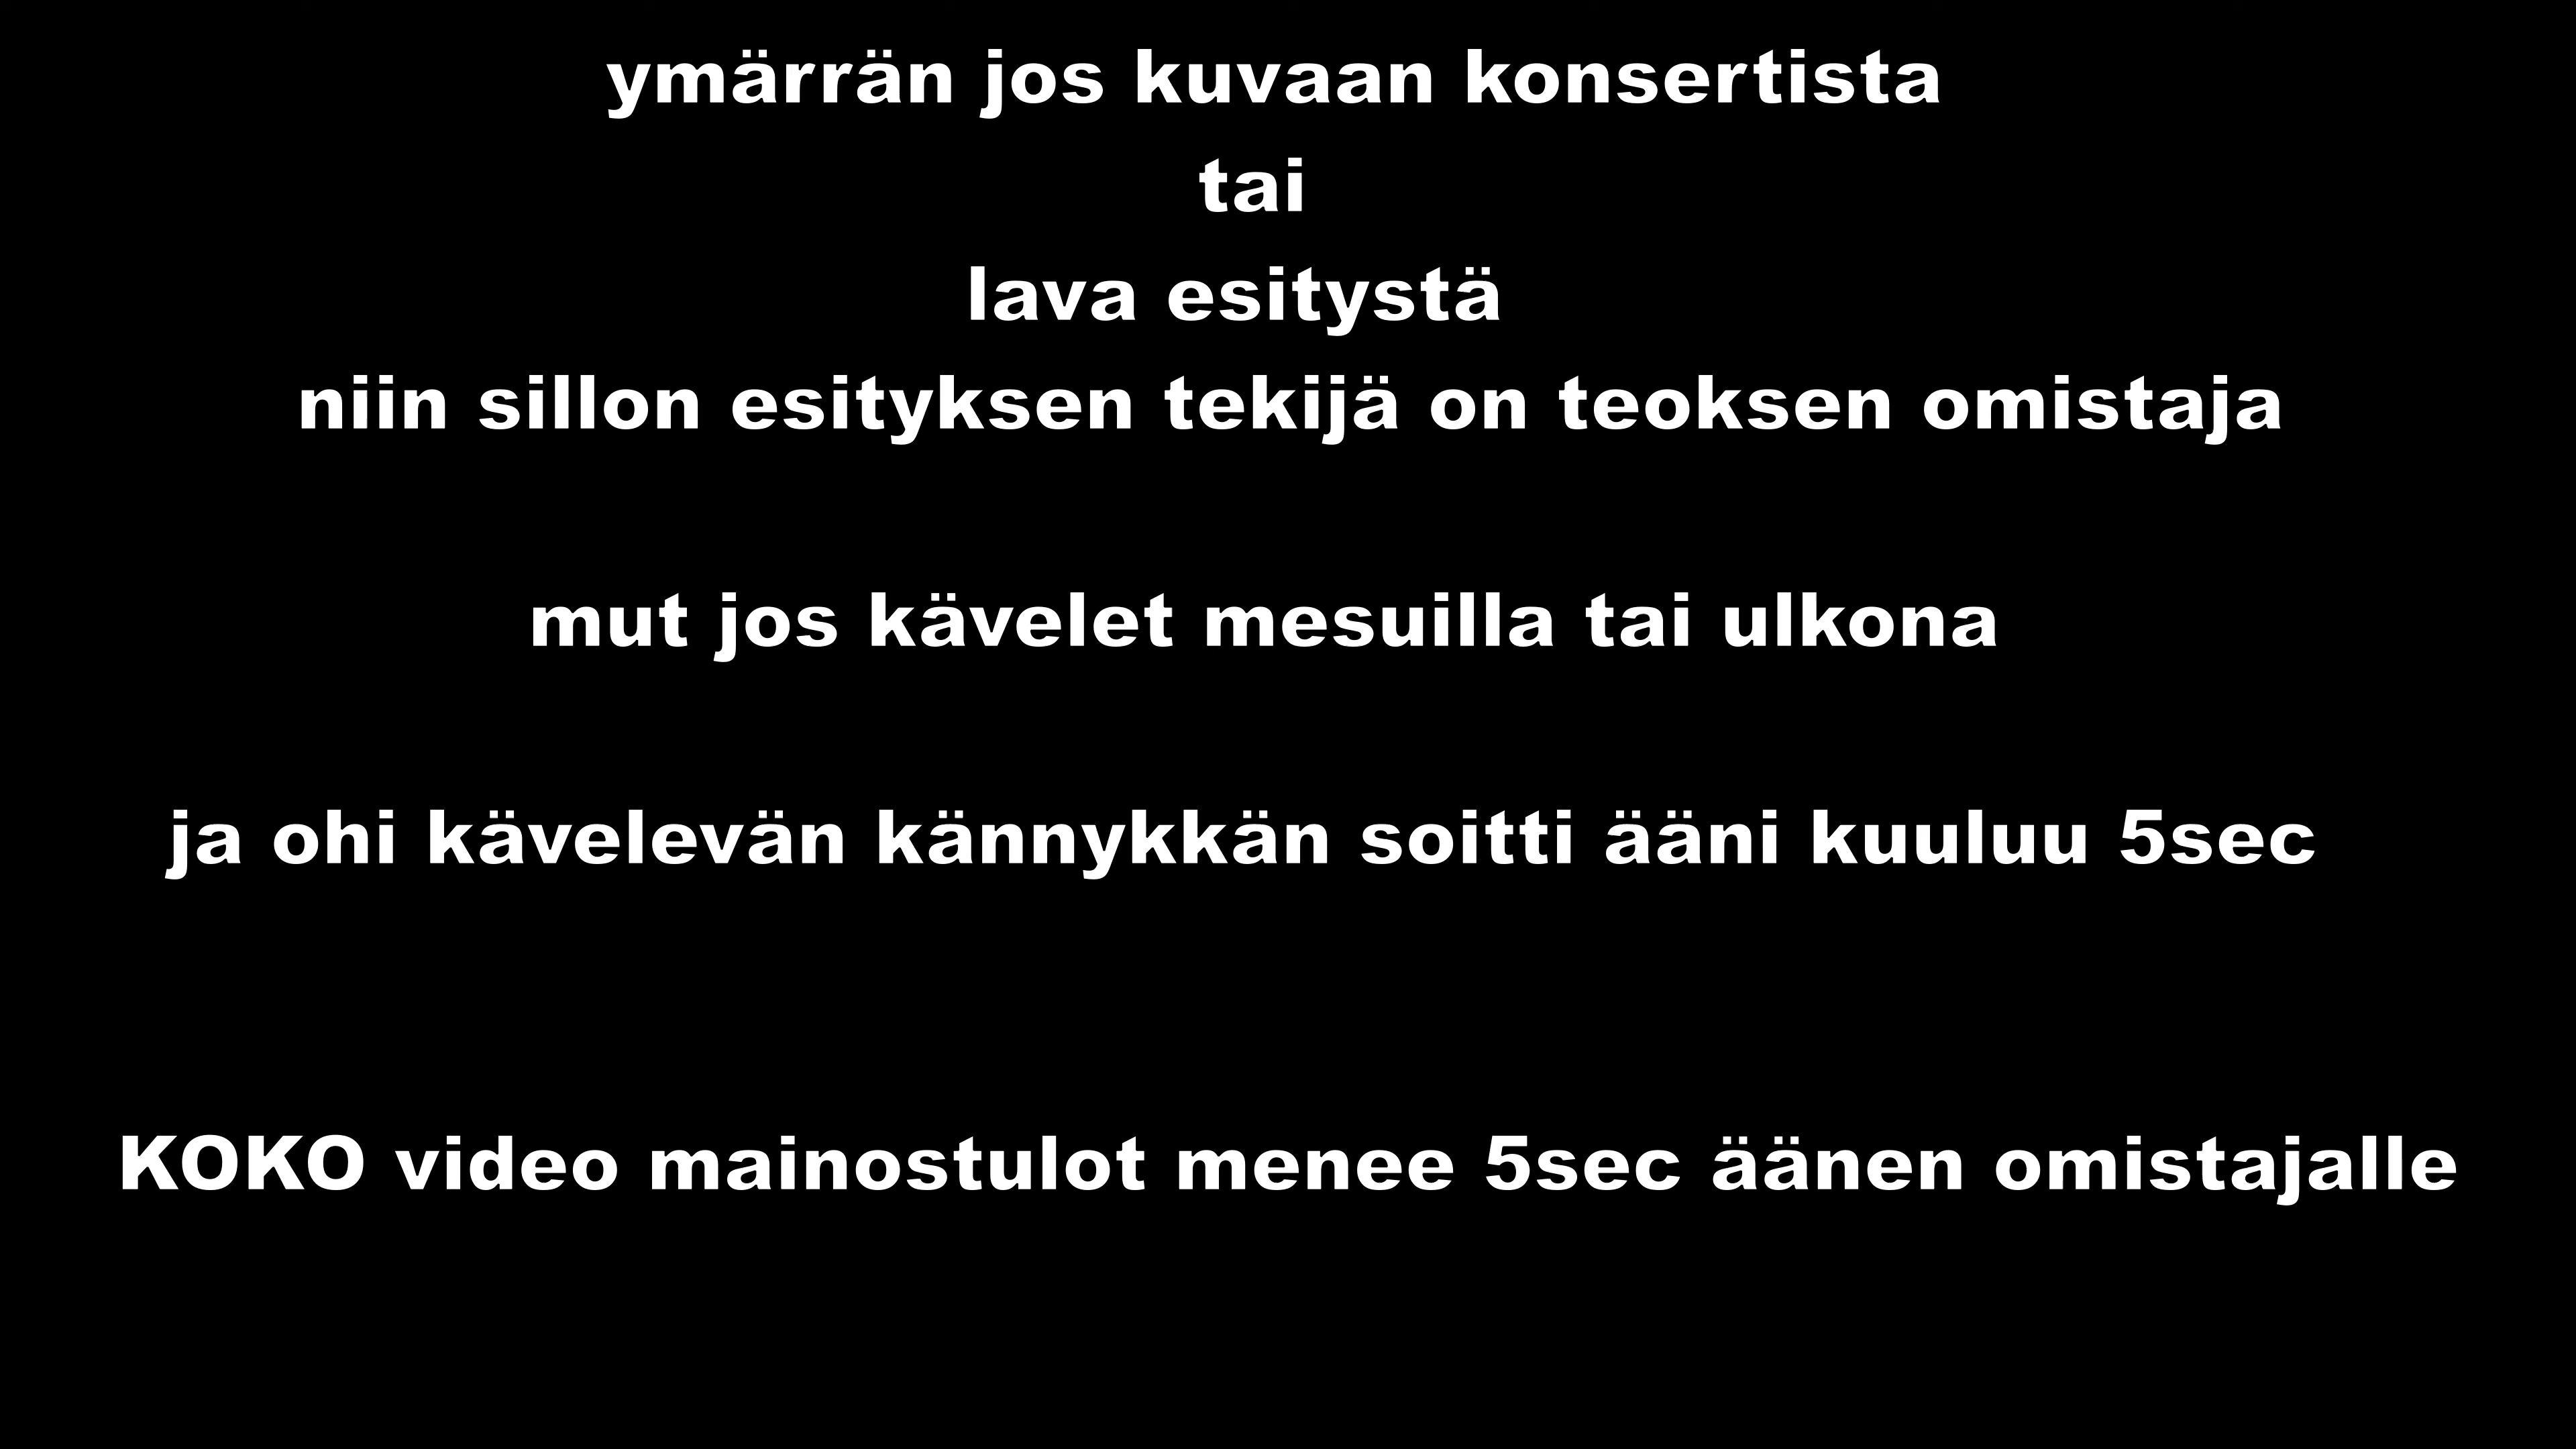 ymärrän jos kuvaan konsertista
tai
lava esitystä
niin sillon esityksen tekijä on teoksen omistaja
mut jos kävelet mesuilla tai ulkona
ja ohi kävelevän kännykkän soitti ääni kuuluu 5sec
KOKO video mainostulot menee 5sec äänen omistajalle